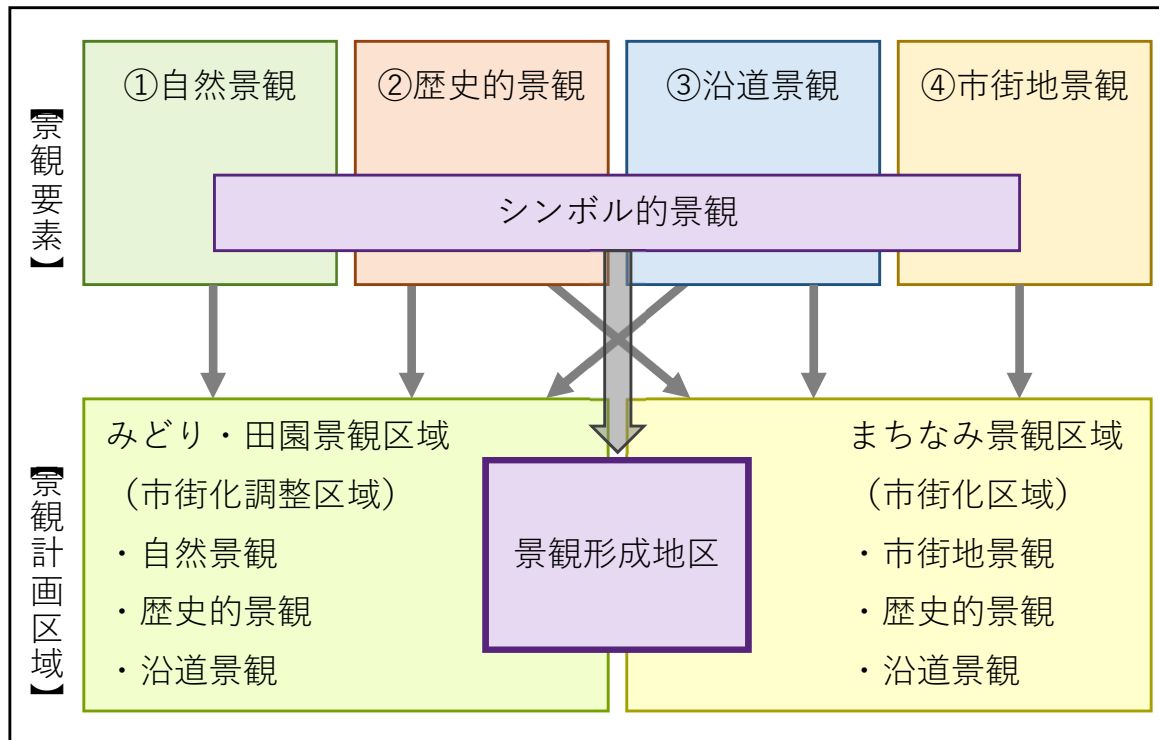 【景観要素】
①自然景観
②歴史的景観
③沿道景観
④市街地景観
シンボル的景観
【景観計画区域】
みどり・田園景観区域
（市街化調整区域）
・自然景観
・歴史的景観
・沿道景観
景観形成地区
まちなみ景観区域
（市街化区域）
・市街地景観
・歴史的景観
・沿道景観